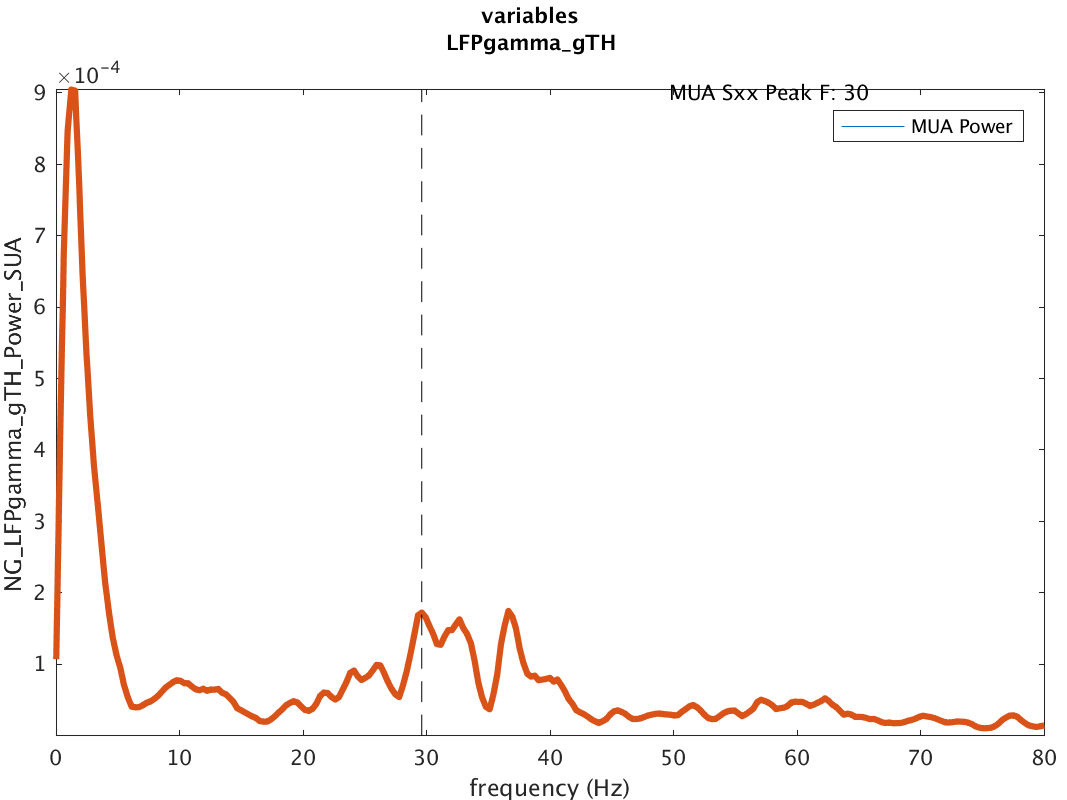 variables
LFPgamma_gTH
×10⁻⁴
MUA Sxx Peak F: 30
MUA Power
9
8
7
6
5
4
3
2
1
NG_LFPgamma_gTH_Power_SUA
0 10 20 30 40 50 60 70 80
frequency (Hz)